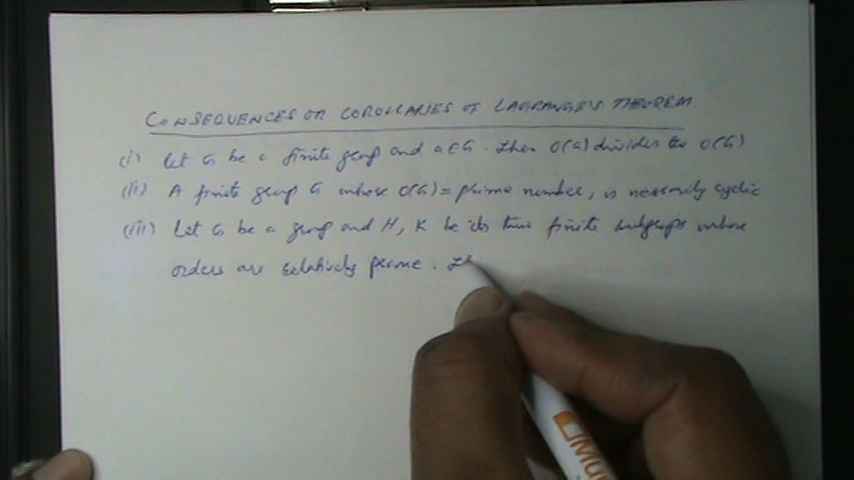 CONSEQUENCES OR COROLLARIES OF LAGRANGE'S THEOREM.
(i) Let G be a finite group and a ∈ G. Then O(a) divides the O(G)
(ii) A finite group G whose O(G) = prime number, is necessarily cyclic
(iii) Let G be a group and H, K be its two finite subgroups whose
orders are relatively prime.